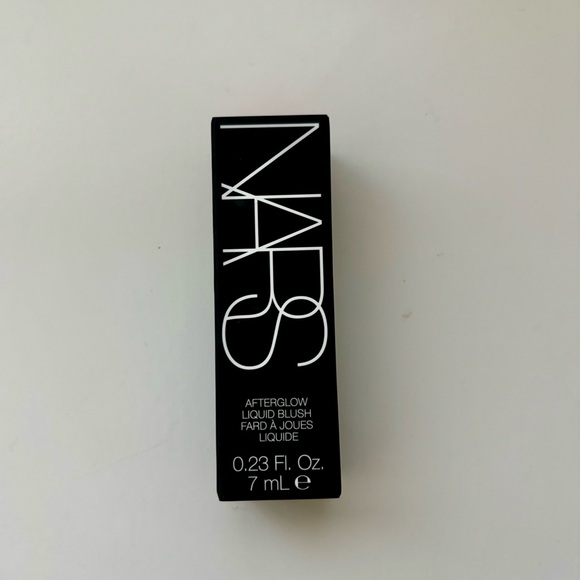 NARS
AFTERGLOW
LIQUID BLUSH
FARD À JOUES
LIQUIDE
0.23 Fl. Oz.
7 mL ℮